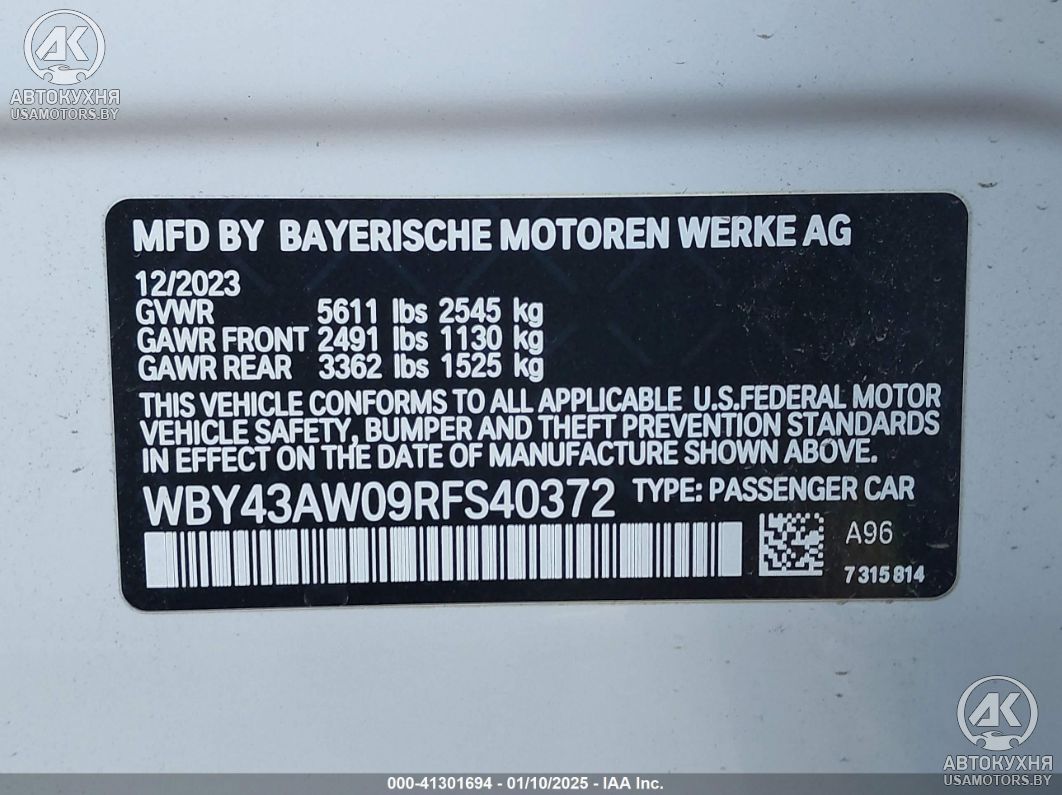 AK
АВТОКУХНЯ
USAMOTORS.BY
MFD BY BAYERISCHE MOTOREN WERKE AG
12/2023
GVWR 5611 lbs 2545 kg
GAWR FRONT 2491 lbs 1130 kg
GAWR REAR 3362 lbs 1525 kg
THIS VEHICLE CONFORMS TO ALL APPLICABLE U.S.FEDERAL MOTOR
VEHICLE SAFETY, BUMPER AND THEFT PREVENTION STANDARDS
IN EFFECT ON THE DATE OF MANUFACTURE SHOWN ABOVE.
WBY43AW09RFS40372 TYPE: PASSENGER CAR
A96
7 315 814
AK
АВТОКУХНЯ
USAMOTORS.BY
000-41301694 - 01/10/2025 - IAA Inc.